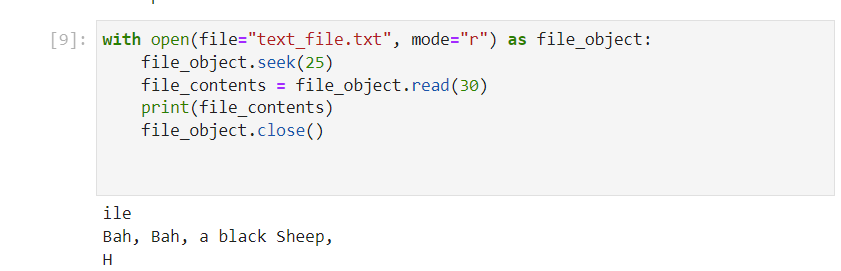 [9]: with open(file="text_file.txt", mode="r") as file_object:
    file_object.seek(25)
    file_contents = file_object.read(30)
    print(file_contents)
    file_object.close()
ile
Bah, Bah, a black Sheep,
H